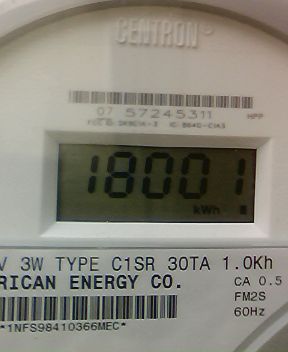 CENTRON®
07 57245311 HPP
18001
kWh
V 3W TYPE C1SR 30TA 1.0Kh
RICAN ENERGY CO. CA 0.5
FM2S
*1NFS98410366MEC* 60Hz